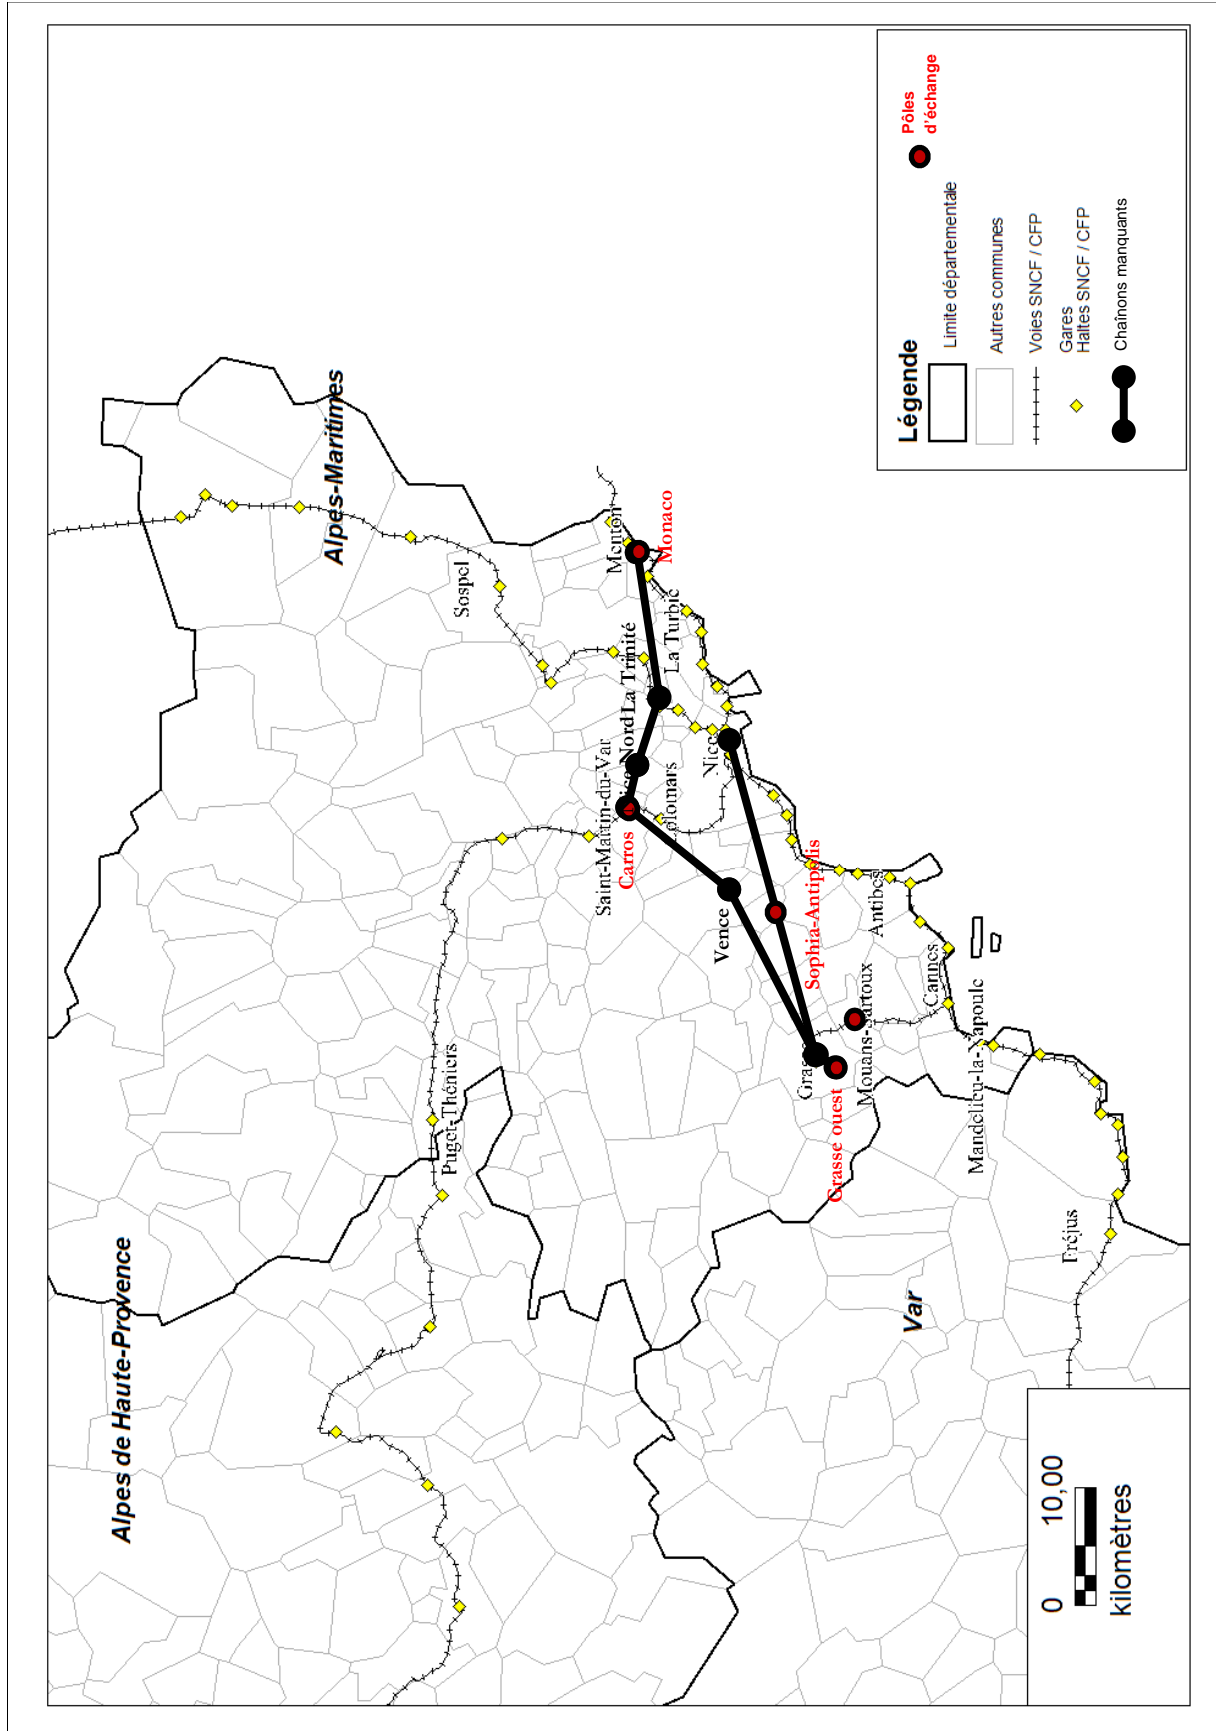 Alpes de Haute-Provence
Alpes-Maritimes
Var
Puget-Théniers
Sospel
Menton
Monaco
La Turbie
La Trinité
Nord
Saint-Martin-du-Var
Carros
Colomars
Nice
Vence
Sophia-Antipolis
Antibes
Cannes
Mouans-Sartoux
Grasse ouest
Mandelieu-la-Napoule
Fréjus
Légende
Limite départementale
Autres communes
Voies SNCF / CFP
Gares
Haltes SNCF / CFP
Chaînons manquants
Pôles
d'échange
0 10,00
kilomètres